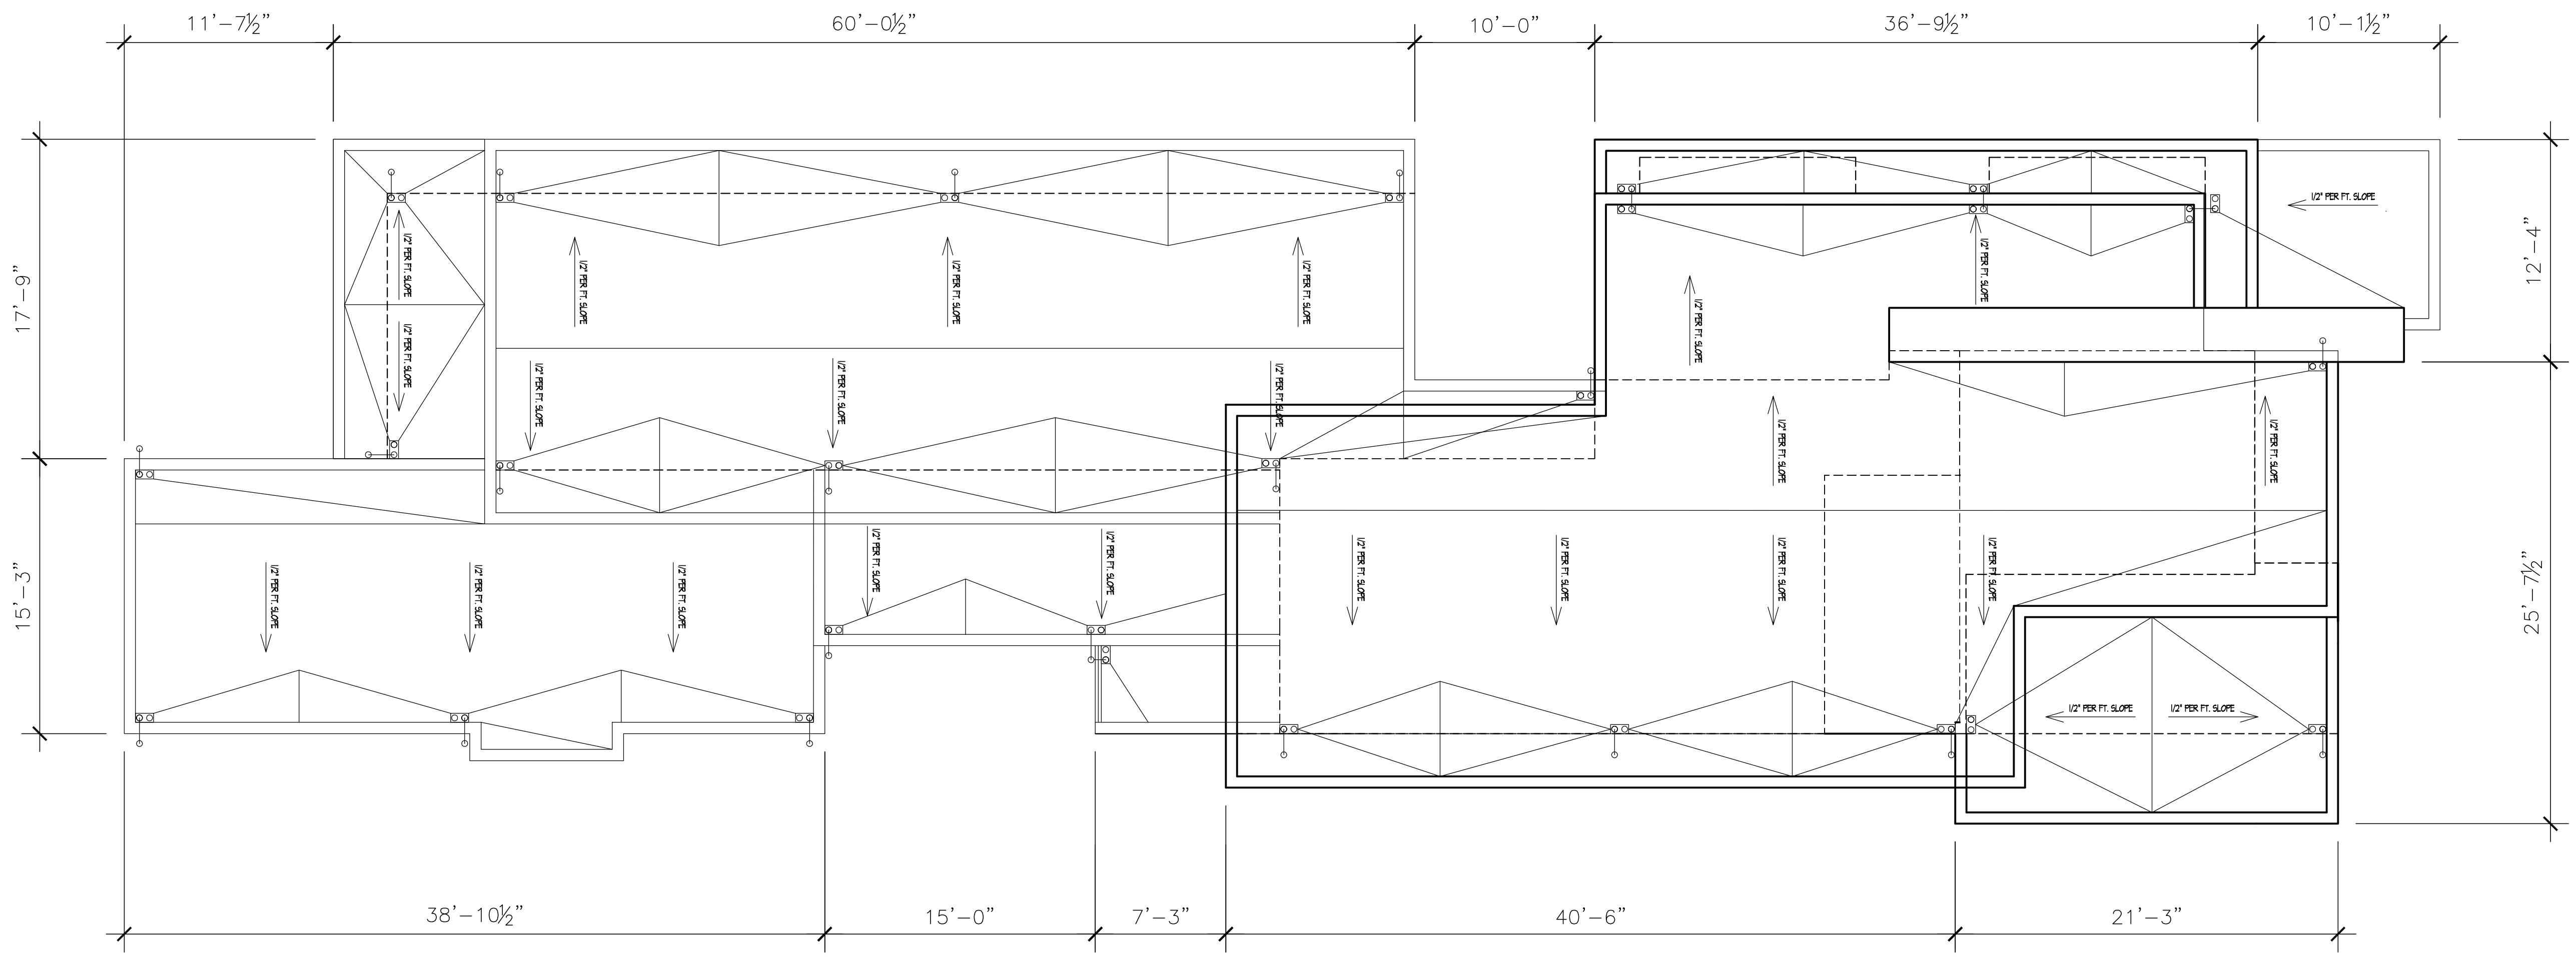 11'-7½"
60'-0½"
10'-0"
36'-9½"
10'-1½"
1/2" PER FT. SLOPE
1/2" PER FT. SLOPE
1/2" PER FT. SLOPE
1/2" PER FT. SLOPE
1/2" PER FT. SLOPE
1/2" PER FT. SLOPE
1/2" PER FT. SLOPE
1/2" PER FT. SLOPE
17'-9"
12'-4"
1/2" PER FT. SLOPE
1/2" PER FT. SLOPE
1/2" PER FT. SLOPE
1/2" PER FT. SLOPE
1/2" PER FT. SLOPE
1/2" PER FT. SLOPE
1/2" PER FT. SLOPE
1/2" PER FT. SLOPE
1/2" PER FT. SLOPE
1/2" PER FT. SLOPE
1/2" PER FT. SLOPE
15'-3"
25'-7½"
1/2" PER FT. SLOPE
1/2" PER FT. SLOPE
1/2" PER FT. SLOPE
1/2" PER FT. SLOPE
1/2" PER FT. SLOPE
38'-10½"
15'-0"
7'-3"
40'-6"
21'-3"